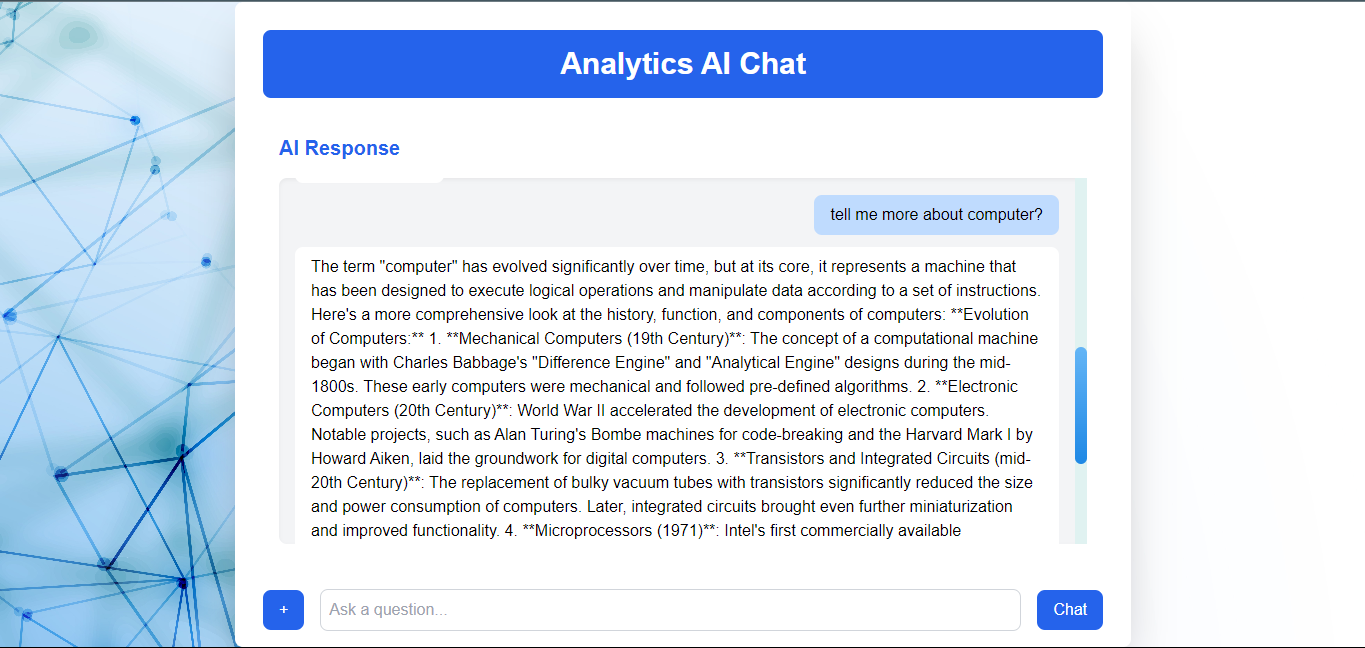 Analytics AI Chat
AI Response
tell me more about computer?
The term "computer" has evolved significantly over time, but at its core, it represents a machine that
has been designed to execute logical operations and manipulate data according to a set of instructions.
Here's a more comprehensive look at the history, function, and components of computers: **Evolution
of Computers:** 1. **Mechanical Computers (19th Century)**: The concept of a computational machine
began with Charles Babbage's "Difference Engine" and "Analytical Engine" designs during the mid-
1800s. These early computers were mechanical and followed pre-defined algorithms. 2. **Electronic
Computers (20th Century)**: World War II accelerated the development of electronic computers.
Notable projects, such as Alan Turing's Bombe machines for code-breaking and the Harvard Mark I by
Howard Aiken, laid the groundwork for digital computers. 3. **Transistors and Integrated Circuits (mid-
20th Century)**: The replacement of bulky vacuum tubes with transistors significantly reduced the size
and power consumption of computers. Later, integrated circuits brought even further miniaturization
and improved functionality. 4. **Microprocessors (1971)**: Intel's first commercially available
+
Ask a question...
Chat